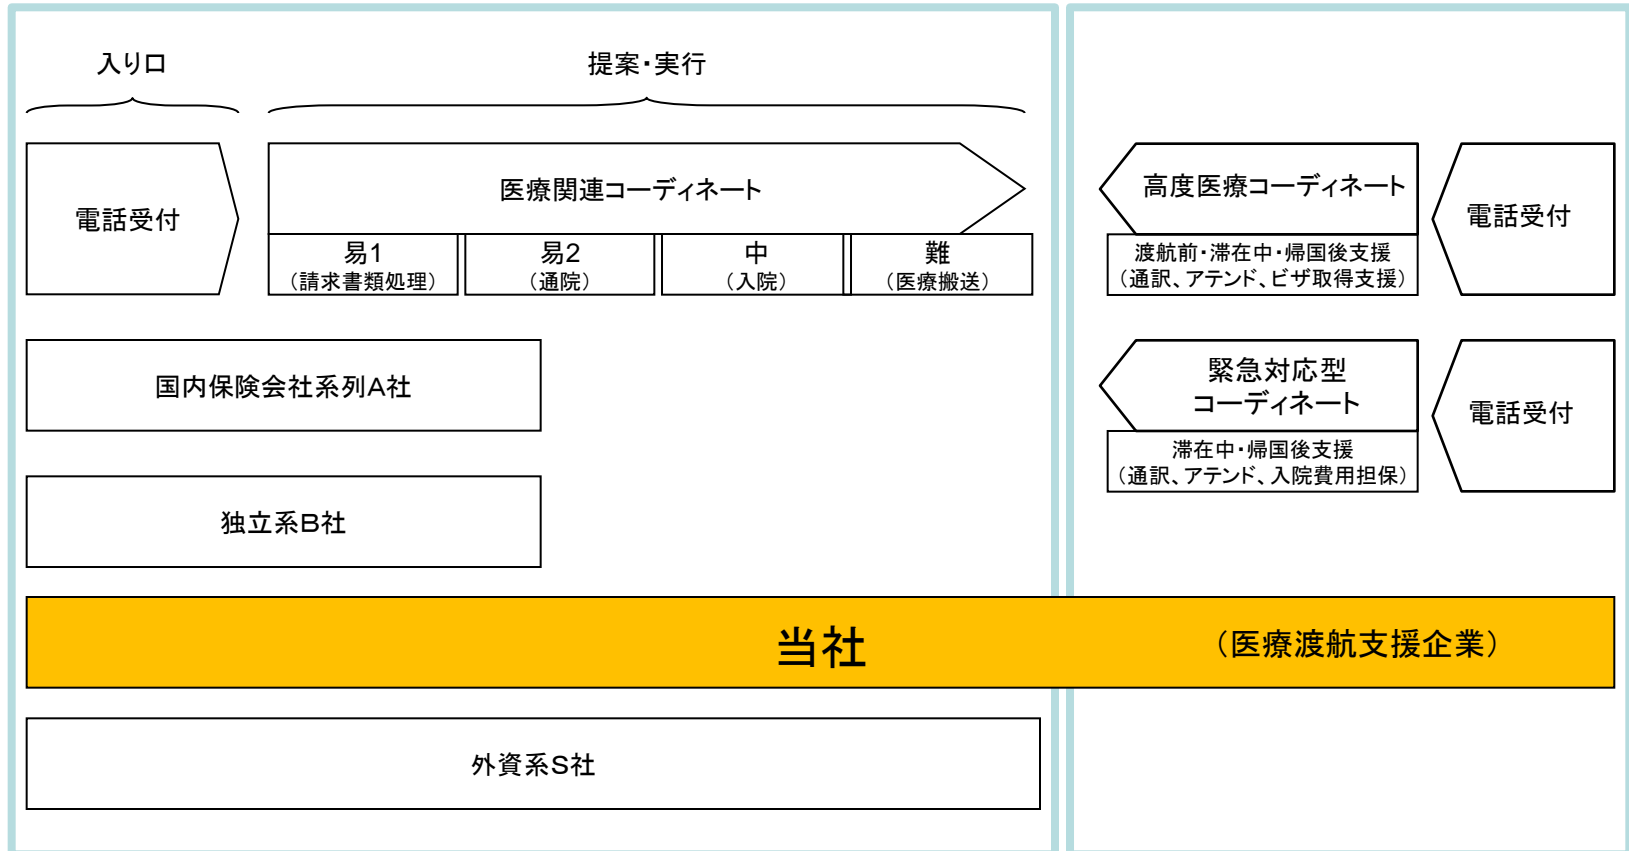 入り口
提案・実行
電話受付
医療関連コーディネート
易1
（請求書類処理）
易2
（通院）
中
（入院）
難
（医療搬送）
高度医療コーディネート
渡航前・滞在中・帰国後支援
（通訳、アテンド、ビザ取得支援）
電話受付
国内保険会社系列A社
緊急対応型
コーディネート
滞在中・帰国後支援
（通訳、アテンド、入院費用担保）
電話受付
独立系B社
当社
（医療渡航支援企業）
外資系S社